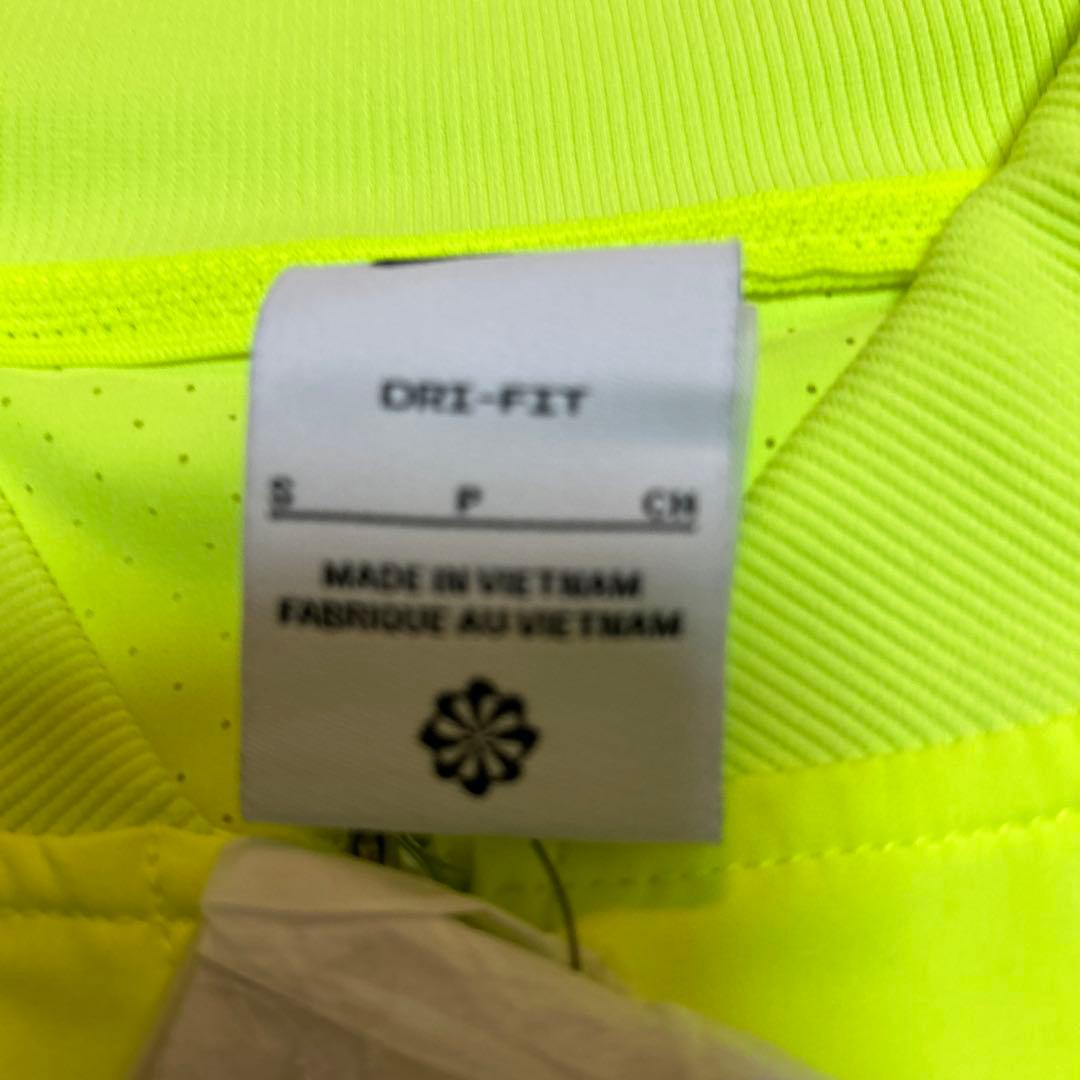 DRI-FIT
S P CH
MADE IN VIETNAM
FABRIQUE AU VIETNAM